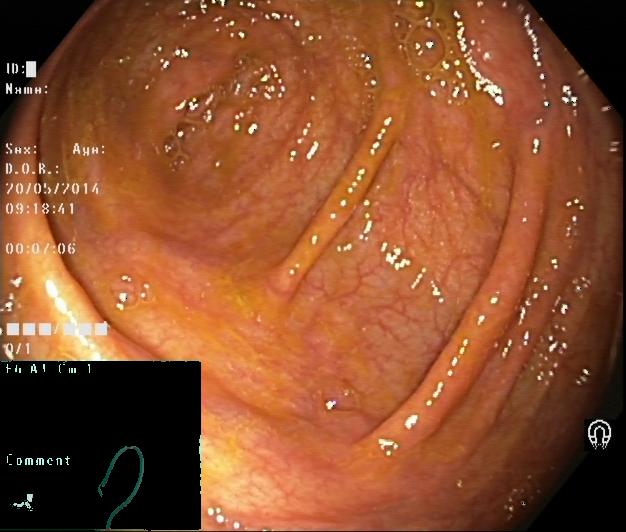 ID:
Name:
Sex: Age:
D.O.B.:
20/05/2014
09:18:41
00:07:06
0/1
Comment